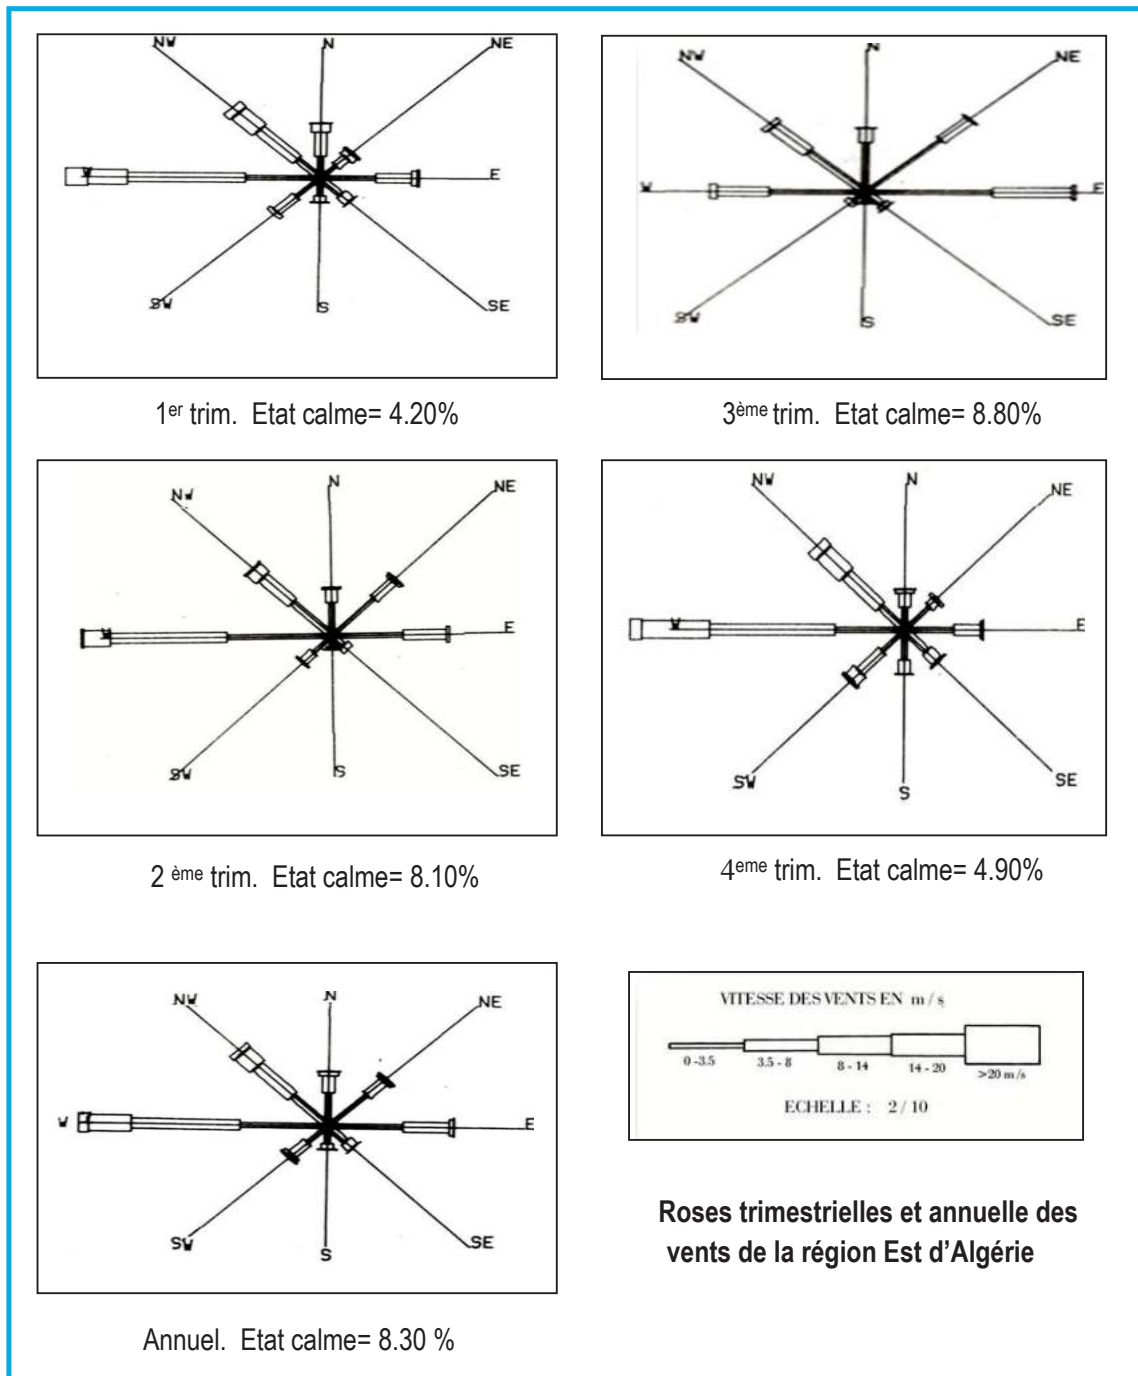 NW N NE
W E
SW S SE
1er trim. Etat calme= 4.20%
N
NW NE
W E
SW S SE
3ème trim. Etat calme= 8.80%
NW N NE
W E
SW S SE
2 ème trim. Etat calme= 8.10%
NW N NE
W E
SW S SE
4eme trim. Etat calme= 4.90%
NW N NE
W E
SW S SE
Annuel. Etat calme= 8.30 %
VITESSE DES VENTS EN m/s
0-3.5 3.5-8 8-14 14-20 >20 m/s
ECHELLE : 2/10
Roses trimestrielles et annuelle des
vents de la région Est d’Algérie